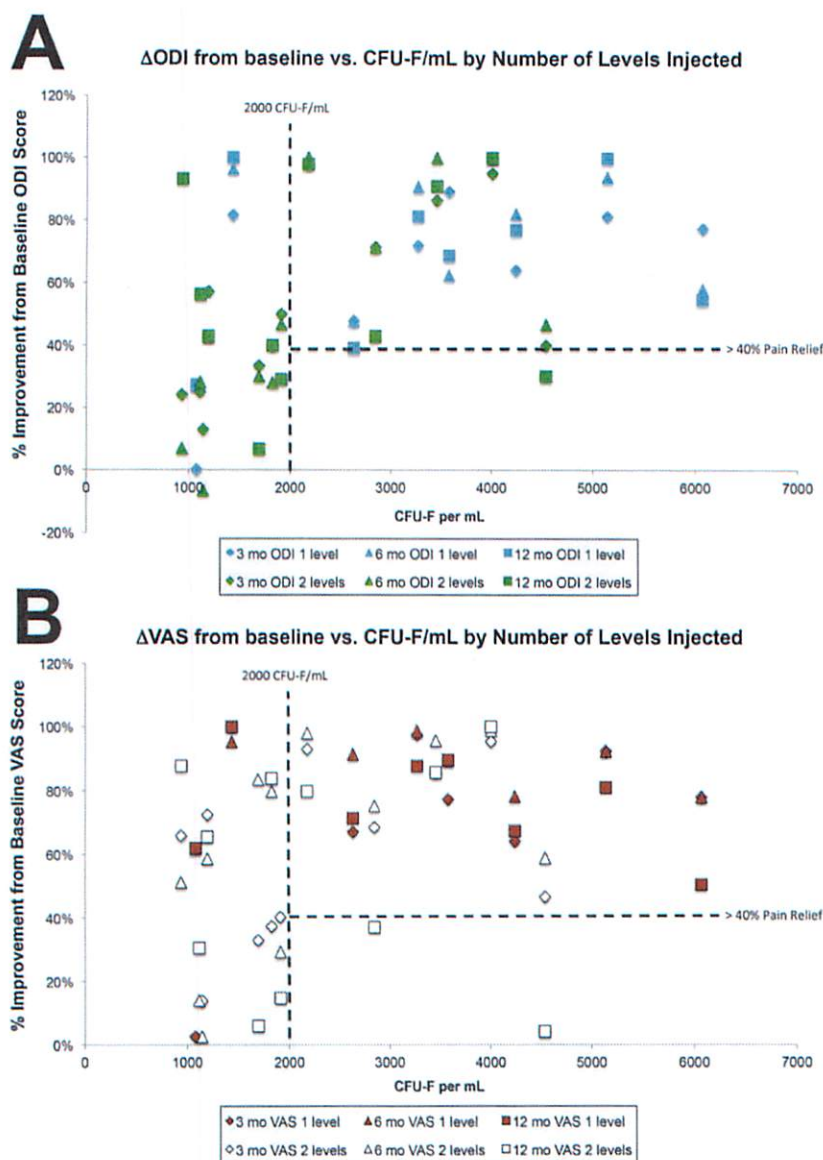 A
ΔODI from baseline vs. CFU-F/mL by Number of Levels Injected
% Improvement from Baseline ODI Score
120%
100%
80%
60%
40%
20%
0%
-20%
2000 CFU-F/mL
> 40% Pain Relief
0 1000 2000 3000 4000 5000 6000 7000
CFU-F per mL
3 mo ODI 1 level 6 mo ODI 1 level 12 mo ODI 1 level
3 mo ODI 2 levels 6 mo ODI 2 levels 12 mo ODI 2 levels
B
ΔVAS from baseline vs. CFU-F/mL by Number of Levels Injected
% Improvement from Baseline VAS Score
120%
100%
80%
60%
40%
20%
0%
2000 CFU-F/mL
> 40% Pain Relief
0 1000 2000 3000 4000 5000 6000 7000
CFU-F per mL
3 mo VAS 1 level 6 mo VAS 1 level 12 mo VAS 1 level
3 mo VAS 2 levels 6 mo VAS 2 levels 12 mo VAS 2 levels